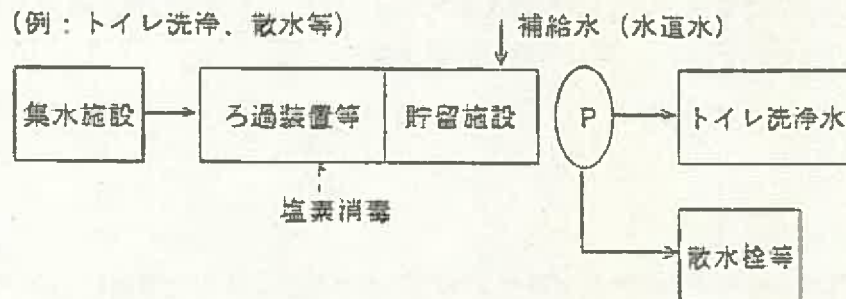 (例:トイレ洗浄、散水等)
補給水(水道水)
集水施設
ろ過装置等
貯留施設
P
トイレ洗浄水
塩素消毒
散水栓等